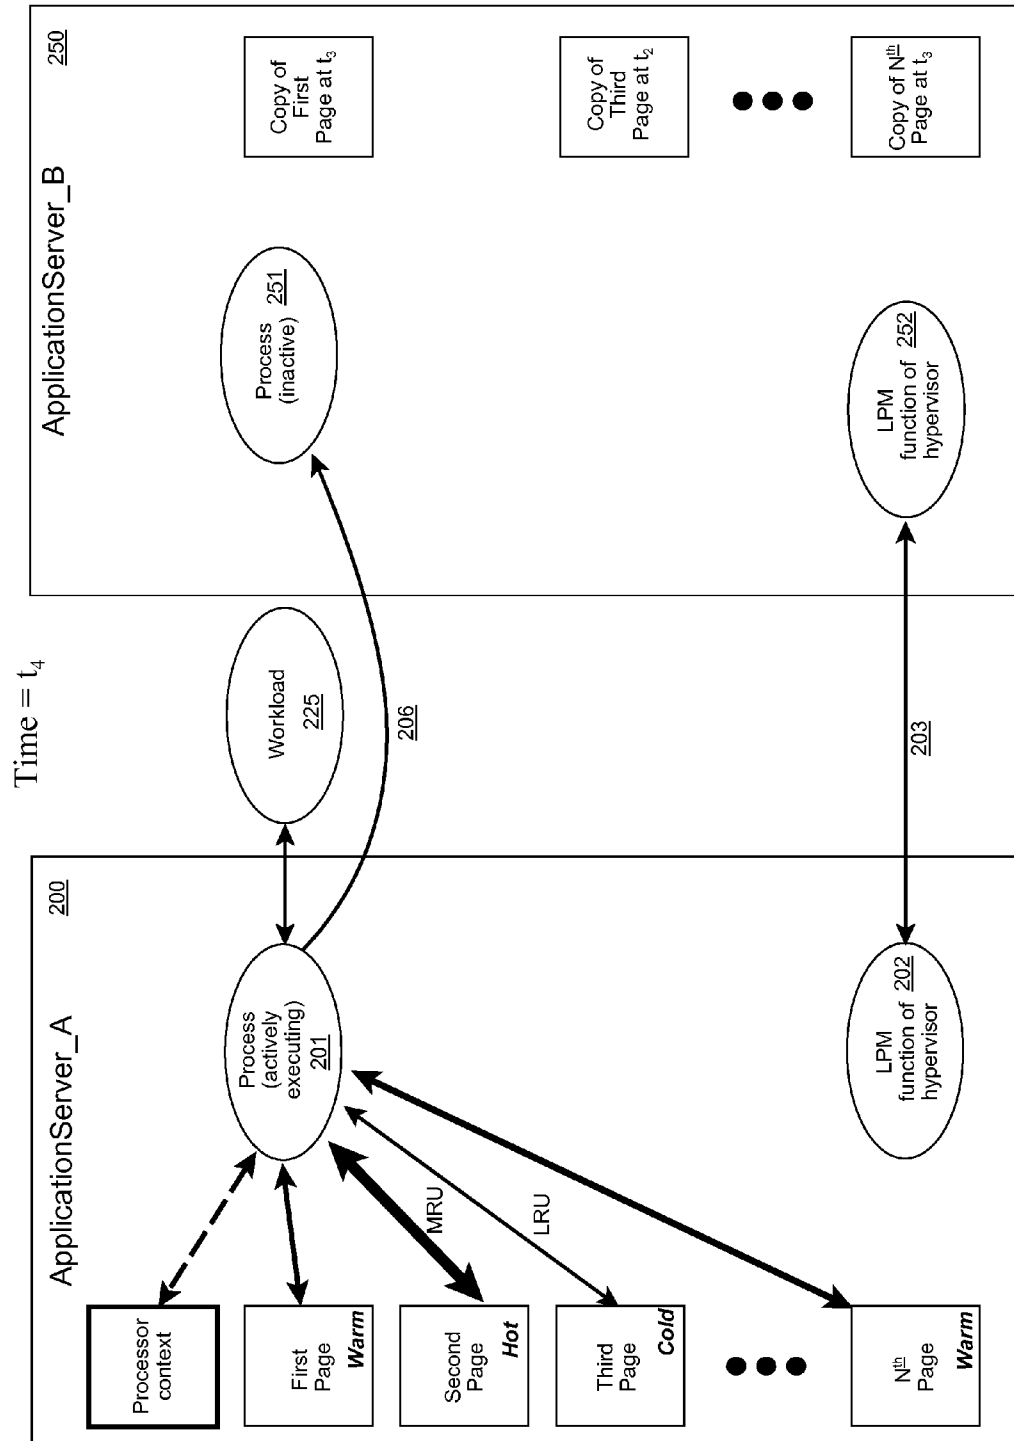 Time = t4
ApplicationServer_A
200
Processor
context
First
Page
Warm
Second
Page
Hot
Third
Page
Cold
Nth
Page
Warm
MRU
LRU
Process
(actively
executing)
201
LPM
function of 202
hypervisor
Workload
225
206
203
ApplicationServer_B
250
Process 251
(inactive)
LPM
function of 252
hypervisor
Copy of
First
Page at t3
Copy of
Third
Page at t2
Copy of Nth
Page at t3